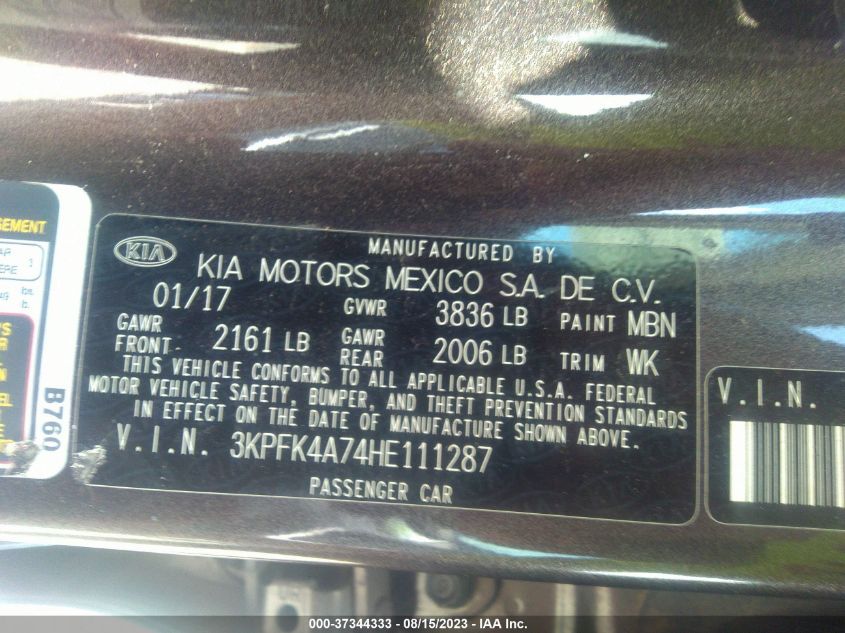 EMENT
B760
KIA
MANUFACTURED BY
KIA MOTORS MEXICO S.A. DE C.V.
01/17 GVWR 3836 LB PAINT MBN
GAWR FRONT 2161 LB GAWR REAR 2006 LB TRIM WK
THIS VEHICLE CONFORMS TO ALL APPLICABLE U.S.A. FEDERAL
MOTOR VEHICLE SAFETY, BUMPER, AND THEFT PREVENTION STANDARDS
IN EFFECT ON THE DATE OF MANUFACTURE SHOWN ABOVE.
V.I.N. 3KPFK4A74HE111287
PASSENGER CAR
V.I.N.
000-37344333 - 08/15/2023 - IAA Inc.